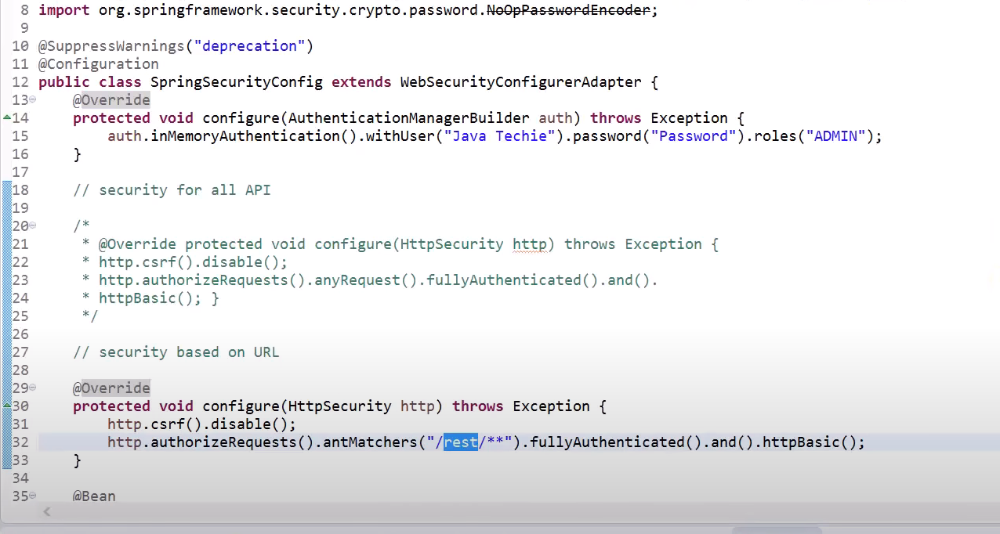 8 import org.springframework.security.crypto.password.NoOpPasswordEncoder;
9
10 @SuppressWarnings("deprecation")
11 @Configuration
12 public class SpringSecurityConfig extends WebSecurityConfigurerAdapter {
13 @Override
14 protected void configure(AuthenticationManagerBuilder auth) throws Exception {
15 auth.inMemoryAuthentication().withUser("Java Techie").password("Password").roles("ADMIN");
16 }
17
18 // security for all API
19
20 /*
21 * @Override protected void configure(HttpSecurity http) throws Exception {
22 * http.csrf().disable();
23 * http.authorizeRequests().anyRequest().fullyAuthenticated().and().
24 * httpBasic(); }
25 */
26
27 // security based on URL
28
29 @Override
30 protected void configure(HttpSecurity http) throws Exception {
31 http.csrf().disable();
32 http.authorizeRequests().antMatchers("/rest/**").fullyAuthenticated().and().httpBasic();
33 }
34
35 @Bean